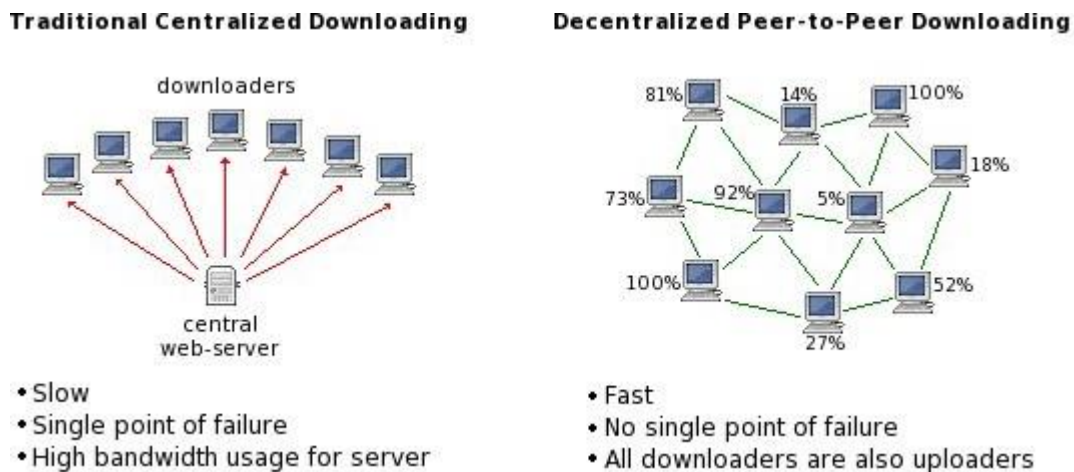 Traditional Centralized Downloading
downloaders
central
web-server
• Slow
• Single point of failure
• High bandwidth usage for server
Decentralized Peer-to-Peer Downloading
81%
14%
100%
18%
73%
92%
5%
100%
52%
27%
• Fast
• No single point of failure
• All downloaders are also uploaders